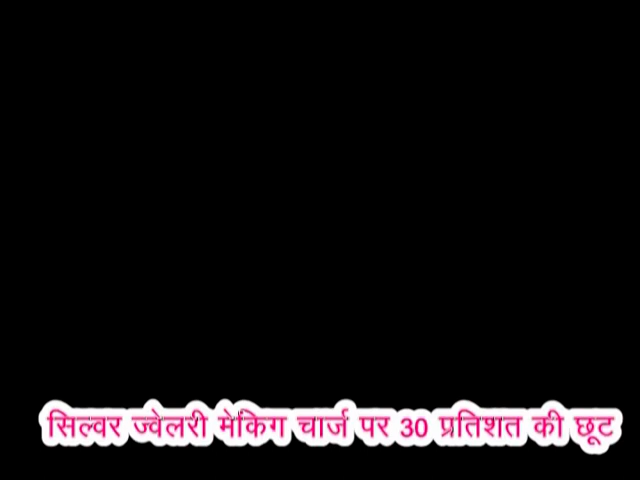 सिल्वर ज्वेलरी मेकिग चार्ज पर 30 प्रतिशत की छूट